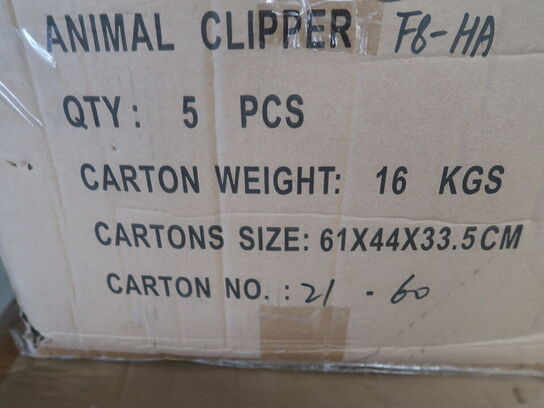 ANIMAL CLIPPER F8-HA
QTY: 5 PCS
CARTON WEIGHT: 16 KGS
CARTONS SIZE: 61X44X33.5CM
CARTON NO.: 21 - 60